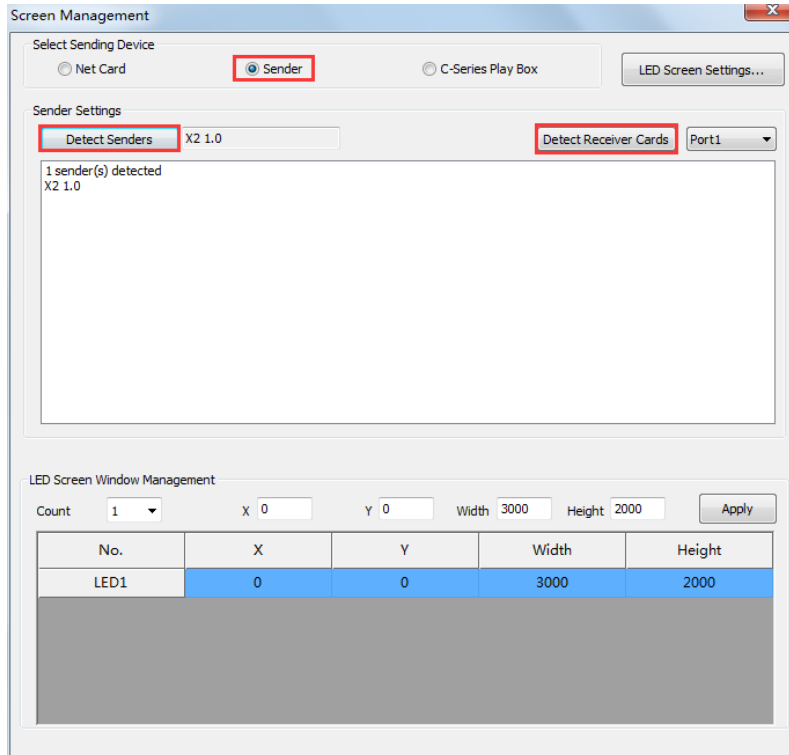 Screen Management
Select Sending Device
Net Card Sender C-Series Play Box LED Screen Settings...
Sender Settings
Detect Senders X2 1.0 Detect Receiver Cards Port1
1 sender(s) detected
X2 1.0
LED Screen Window Management
Count 1 X 0 Y 0 Width 3000 Height 2000 Apply
No. X Y Width Height
LED1 0 0 3000 2000